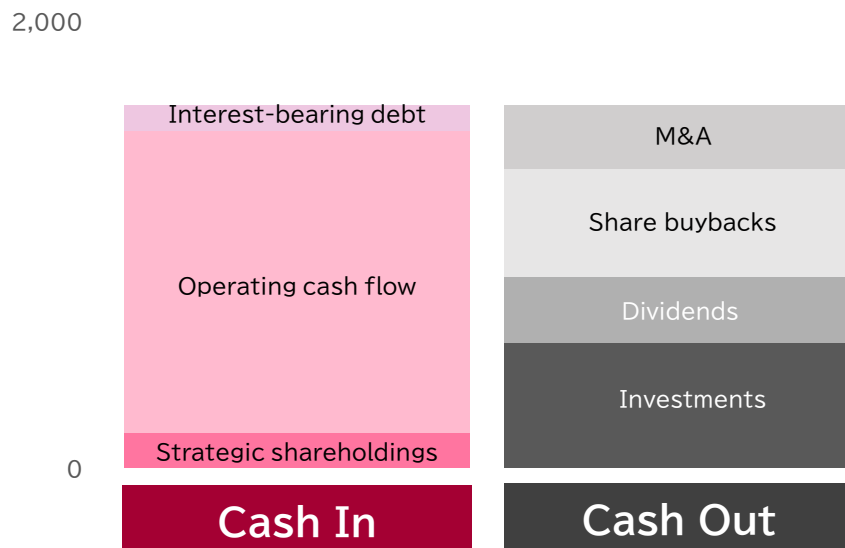 2,000
Interest-bearing debt
Operating cash flow
Strategic shareholdings
0
Cash In
M&A
Share buybacks
Dividends
Investments
Cash Out